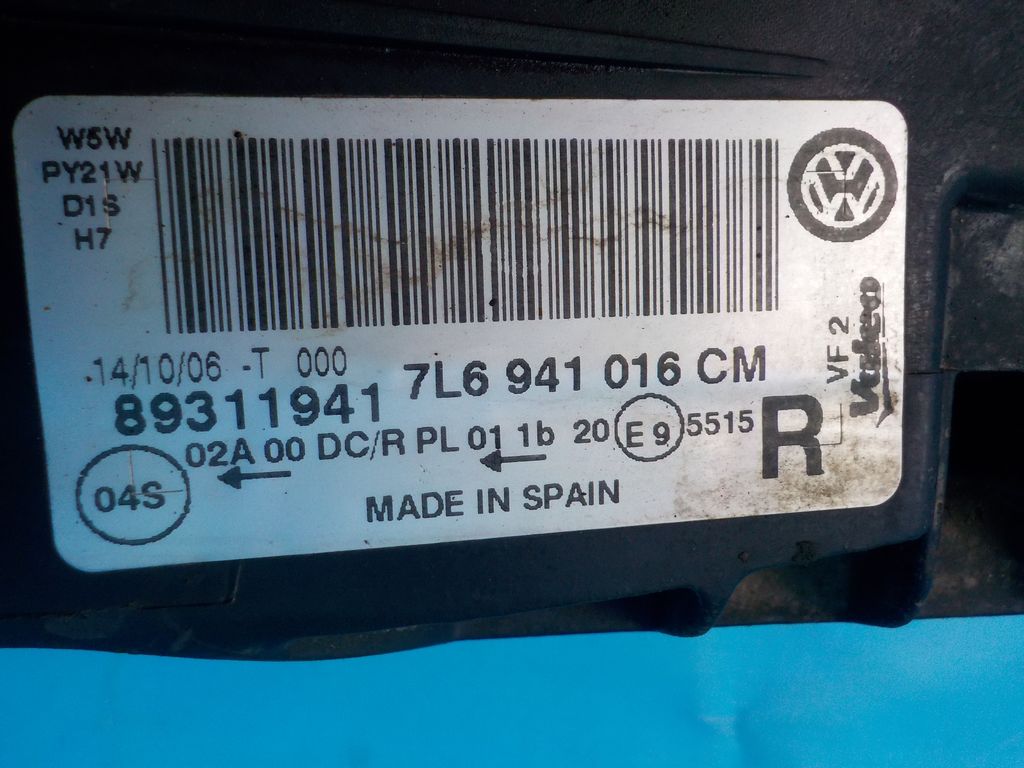 W5W
PY21W
D1S
H7
14/10/06 -T 000
89311941 7L6 941 016 CM
02A 00 DC/R PL 01 1b 20 E 9 5515 R
04S
MADE IN SPAIN
VF 2
Valeo